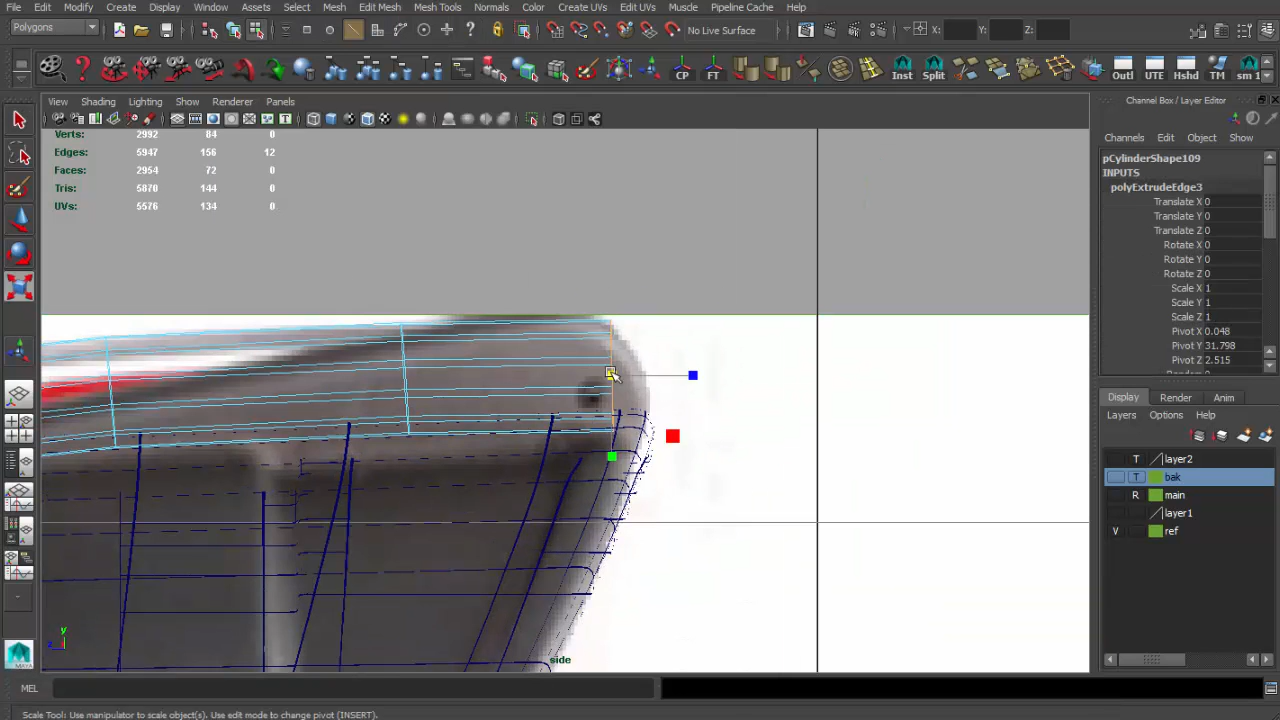 File Edit Modify Create Display Window Assets Select Mesh Edit Mesh Mesh Tools Normals Color Create UVs Edit UVs Muscle Pipeline Cache Help
Polygons
No Live Surface
X:
Y:
Z:
CP FT Inst Split Outl UTE Hshd TM sm 1
View Shading Lighting Show Renderer Panels
Verts: 2992 84 0
Edges: 5947 156 12
Faces: 2954 72 0
Tris: 5870 144 0
UVs: 5576 134 0
y
z
side
Channel Box / Layer Editor
Channels Edit Object Show
pCylinderShape109
INPUTS
polyExtrudeEdge3
Translate X 0
Translate Y 0
Translate Z 0
Rotate X 0
Rotate Y 0
Rotate Z 0
Scale X 1
Scale Y 1
Scale Z 1
Pivot X 0.048
Pivot Y 31.798
Pivot Z 2.515
Display Render Anim
Layers Options Help
T layer2
T bak
R main
layer1
V ref
MAYA
MEL
Scale Tool: Use manipulator to scale object(s). Use edit mode to change pivot (INSERT).